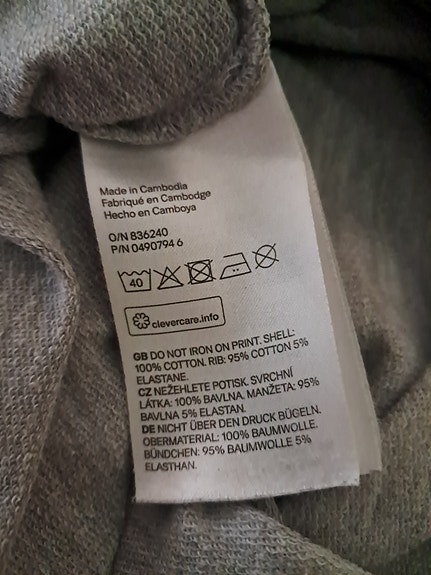 Made in Cambodia
Fabriqué en Cambodge
Hecho en Camboya
O/N 836240
P/N 0490794 6
40
clevercare.info
GB DO NOT IRON ON PRINT. SHELL:
100% COTTON. RIB: 95% COTTON 5%
ELASTANE.
CZ NEŽEHLETE POTISK. SVRCHNÍ
LÁTKA: 100% BAVLNA. MANŽETA: 95%
BAVLNA 5% ELASTAN.
DE NICHT ÜBER DEN DRUCK BÜGELN.
OBERMATERIAL: 100% BAUMWOLLE.
BÜNDCHEN: 95% BAUMWOLLE 5%
ELASTHAN.